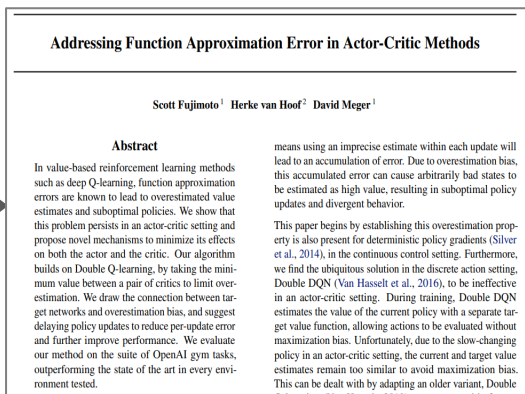 Addressing Function Approximation Error in Actor-Critic Methods
Scott Fujimoto 1 Herke van Hoof 2 David Meger 1
Abstract
In value-based reinforcement learning methods
such as deep Q-learning, function approximation
errors are known to lead to overestimated value
estimates and suboptimal policies. We show that
this problem persists in an actor-critic setting and
propose novel mechanisms to minimize its effects
on both the actor and the critic. Our algorithm
builds on Double Q-learning, by taking the mini-
mum value between a pair of critics to limit over-
estimation. We draw the connection between tar-
get networks and overestimation bias, and suggest
delaying policy updates to reduce per-update error
and further improve performance. We evaluate
our method on the suite of OpenAI gym tasks,
outperforming the state of the art in every envi-
ronment tested.
means using an imprecise estimate within each update will
lead to an accumulation of error. Due to overestimation bias,
this accumulated error can cause arbitrarily bad states to
be estimated as high value, resulting in suboptimal policy
updates and divergent behavior.
This paper begins by establishing this overestimation prop-
erty is also present for deterministic policy gradients (Silver
et al., 2014), in the continuous control setting. Furthermore,
we find the ubiquitous solution in the discrete action setting,
Double DQN (Van Hasselt et al., 2016), to be ineffective
in an actor-critic setting. During training, Double DQN
estimates the value of the current policy with a separate tar-
get value function, allowing actions to be evaluated without
maximization bias. Unfortunately, due to the slow-changing
policy in an actor-critic setting, the current and target value
estimates remain too similar to avoid maximization bias.
This can be dealt with by adapting an older variant, Double